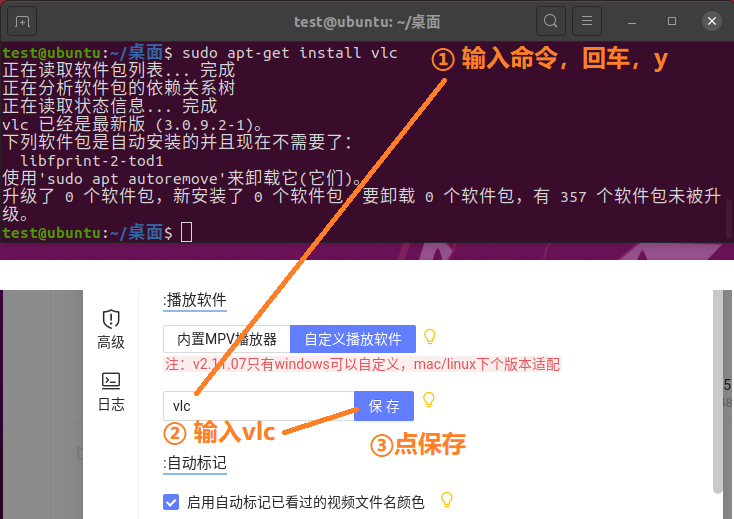 test@ubuntu: ~/桌面
test@ubuntu:~/桌面$ sudo apt-get install vlc
① 输入命令，回车，y
正在读取软件包列表... 完成
正在分析软件包的依赖关系树
正在读取状态信息... 完成
vlc 已经是最新版 (3.0.9.2-1)。
下列软件包是自动安装的并且现在不需要了：
libfprint-2-tod1
使用'sudo apt autoremove'来卸载它(它们)。
升级了 0 个软件包，新安装了 0 个软件包，要卸载 0 个软件包，有 357 个软件包未被升
级。
test@ubuntu:~/桌面$
:播放软件
高级
内置MPV播放器 自定义播放软件
注：v2.11.07只有windows可以自定义，mac/linux下个版本适配
日志
vlc 保 存
② 输入vlc
③点保存
:自动标记
启用自动标记已看过的视频文件名颜色